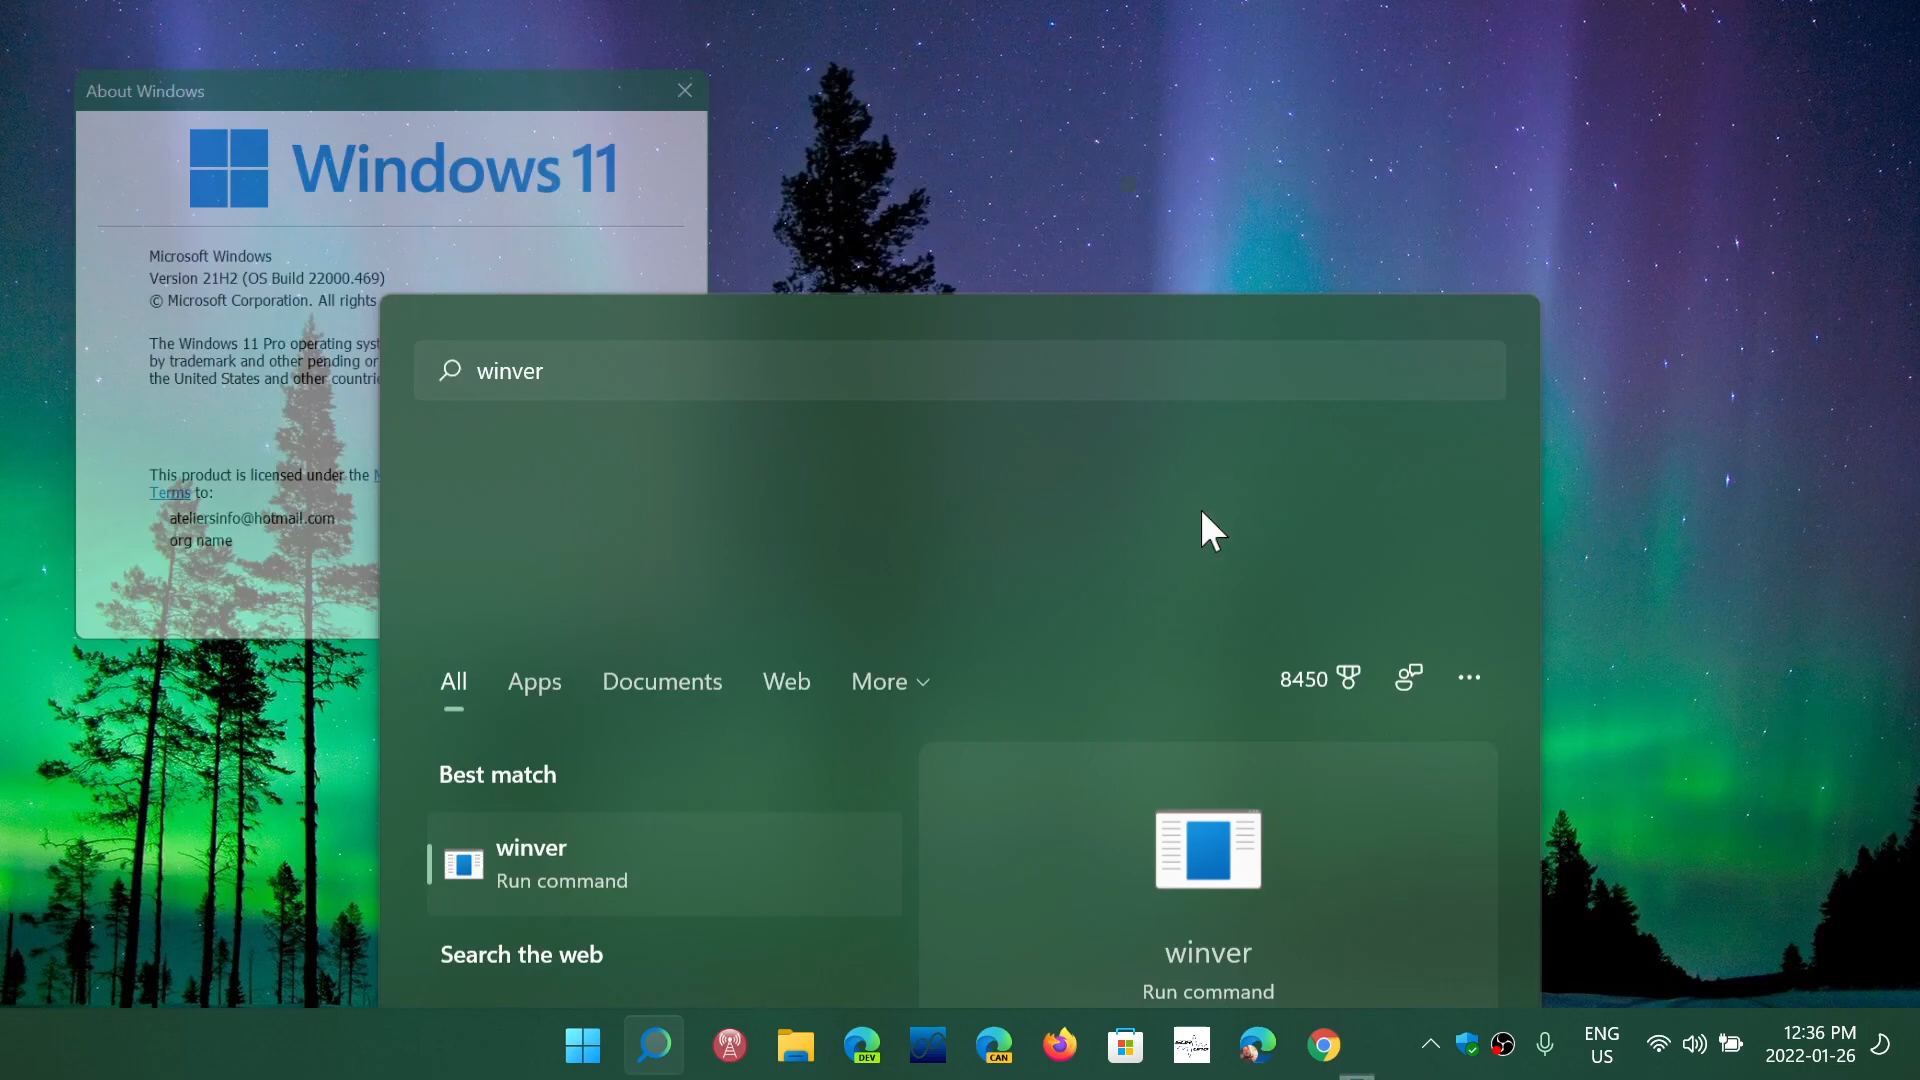 About Windows
Windows 11
Microsoft Windows
Version 21H2 (OS Build 22000.469)
© Microsoft Corporation. All rights
The Windows 11 Pro operating syst
by trademark and other pending or
the United States and other countrie
This product is licensed under the
Terms to:
ateliersinfo@hotmail.com
org name
winver
All Apps Documents Web More
8450
Best match
winver
Run command
Search the web
winver
Run command
DEV
CAN
ENG
US
12:36 PM
2022-01-26